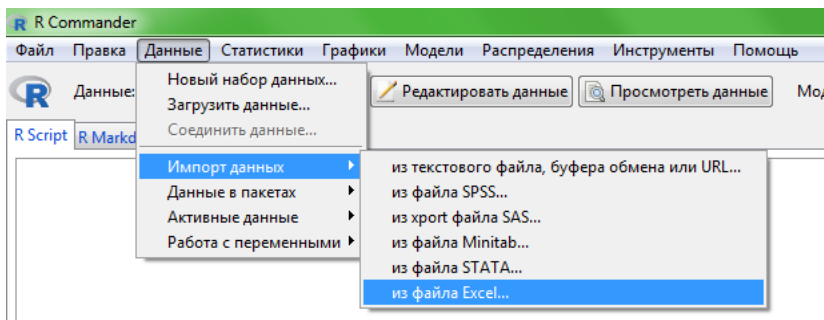 R R Commander
Файл Правка Данные Статистики Графики Модели Распределения Инструменты Помощь
R Данные: Редактировать данные Просмотреть данные
Новый набор данных...
Загрузить данные...
Соединить данные...
R Script R Markd
Импорт данных
Данные в пакетах
Активные данные
Работа с переменными
из текстового файла, буфера обмена или URL...
из файла SPSS...
из xport файла SAS...
из файла Minitab...
из файла STATA...
из файла Excel...